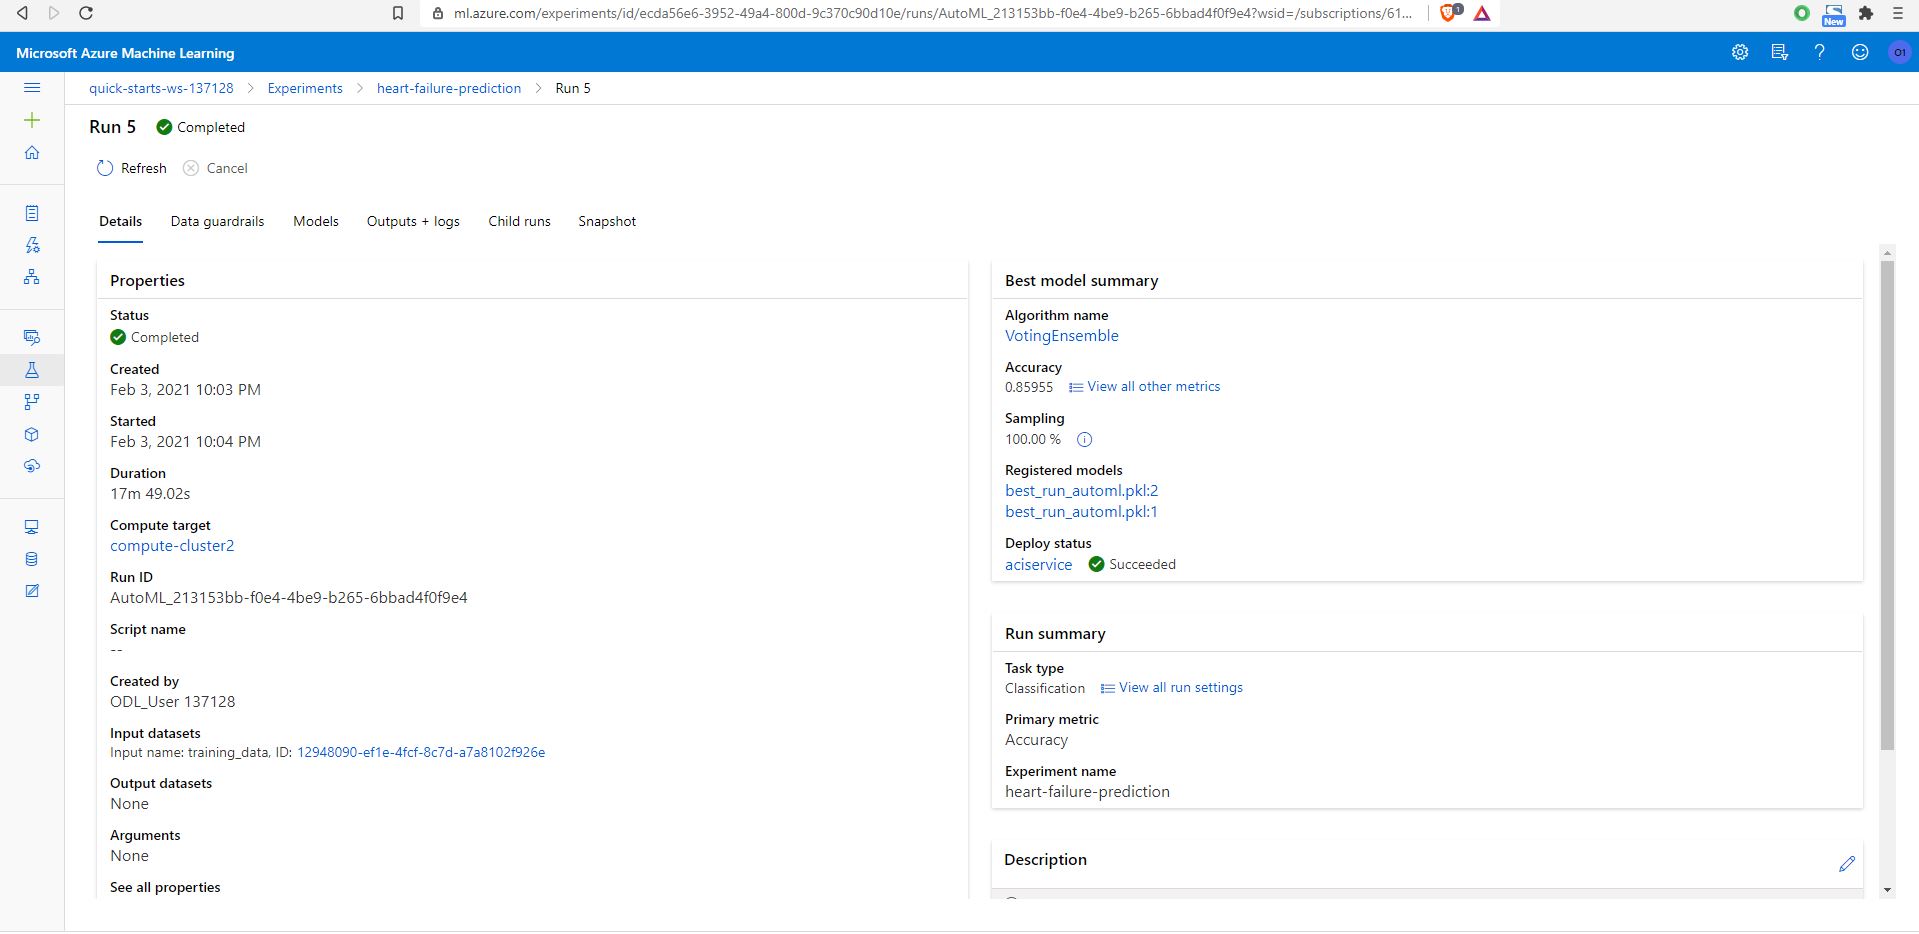 ml.azure.com/experiments/id/ecda56e6-3952-49a4-800d-9c370c90d10e/runs/AutoML_213153bb-f0e4-4be9-b265-6bbad4f0f9e4?wsid=/subscriptions/61...
1
New
Microsoft Azure Machine Learning
O1
quick-starts-ws-137128 > Experiments > heart-failure-prediction > Run 5
Run 5 Completed
Refresh Cancel
Details Data guardrails Models Outputs + logs Child runs Snapshot
Properties
Status
Completed
Created
Feb 3, 2021 10:03 PM
Started
Feb 3, 2021 10:04 PM
Duration
17m 49.02s
Compute target
compute-cluster2
Run ID
AutoML_213153bb-f0e4-4be9-b265-6bbad4f0f9e4
Script name
--
Created by
ODL_User 137128
Input datasets
Input name: training_data, ID: 12948090-ef1e-4fcf-8c7d-a7a8102f926e
Output datasets
None
Arguments
None
See all properties
Best model summary
Algorithm name
VotingEnsemble
Accuracy
0.85955 View all other metrics
Sampling
100.00 %
Registered models
best_run_automl.pkl:2
best_run_automl.pkl:1
Deploy status
aciservice Succeeded
Run summary
Task type
Classification View all run settings
Primary metric
Accuracy
Experiment name
heart-failure-prediction
Description